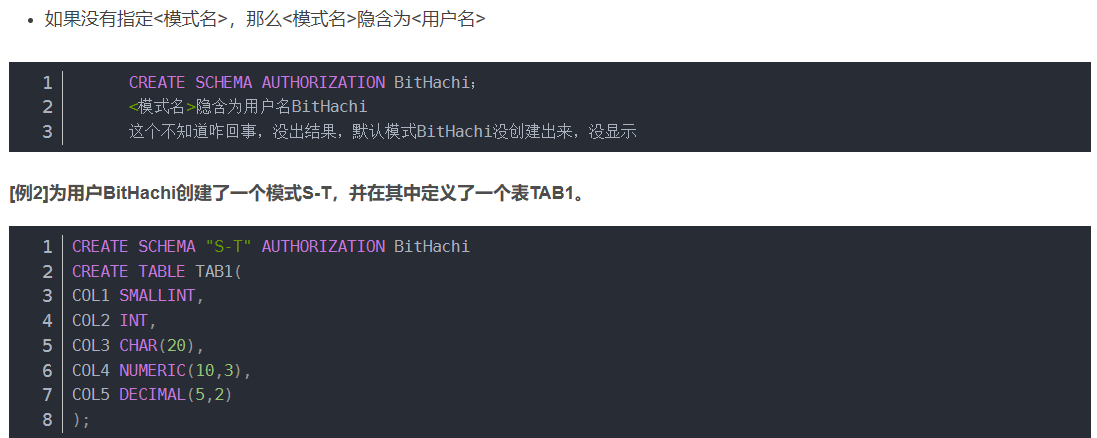 • 如果没有指定<模式名>，那么<模式名>隐含为<用户名>
1 CREATE SCHEMA AUTHORIZATION BitHachi;
2 <模式名>隐含为用户名BitHachi
3 这个不知道咋回事，没出结果，默认模式BitHachi没创建出来，没显示
[例2]为用户BitHachi创建了一个模式S-T，并在其中定义了一个表TAB1。
1 CREATE SCHEMA "S-T" AUTHORIZATION BitHachi
2 CREATE TABLE TAB1(
3 COL1 SMALLINT,
4 COL2 INT,
5 COL3 CHAR(20),
6 COL4 NUMERIC(10,3),
7 COL5 DECIMAL(5,2)
8 );